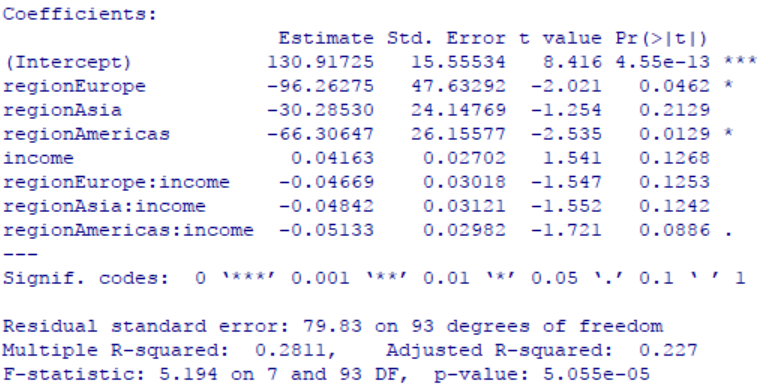 Coefficients:
Estimate Std. Error t value Pr(>|t|)
(Intercept) 130.91725 15.55534 8.416 4.55e-13 ***
regionEurope -96.26275 47.63292 -2.021 0.0462 *
regionAsia -30.28530 24.14769 -1.254 0.2129
regionAmericas -66.30647 26.15577 -2.535 0.0129 *
income 0.04163 0.02702 1.541 0.1268
regionEurope:income -0.04669 0.03018 -1.547 0.1253
regionAsia:income -0.04842 0.03121 -1.552 0.1242
regionAmericas:income -0.05133 0.02982 -1.721 0.0886 .
---
Signif. codes: 0 ‘***’ 0.001 ‘**’ 0.01 ‘*’ 0.05 ‘.’ 0.1 ‘ ’ 1
Residual standard error: 79.83 on 93 degrees of freedom
Multiple R-squared: 0.2811, Adjusted R-squared: 0.227
F-statistic: 5.194 on 7 and 93 DF, p-value: 5.055e-05